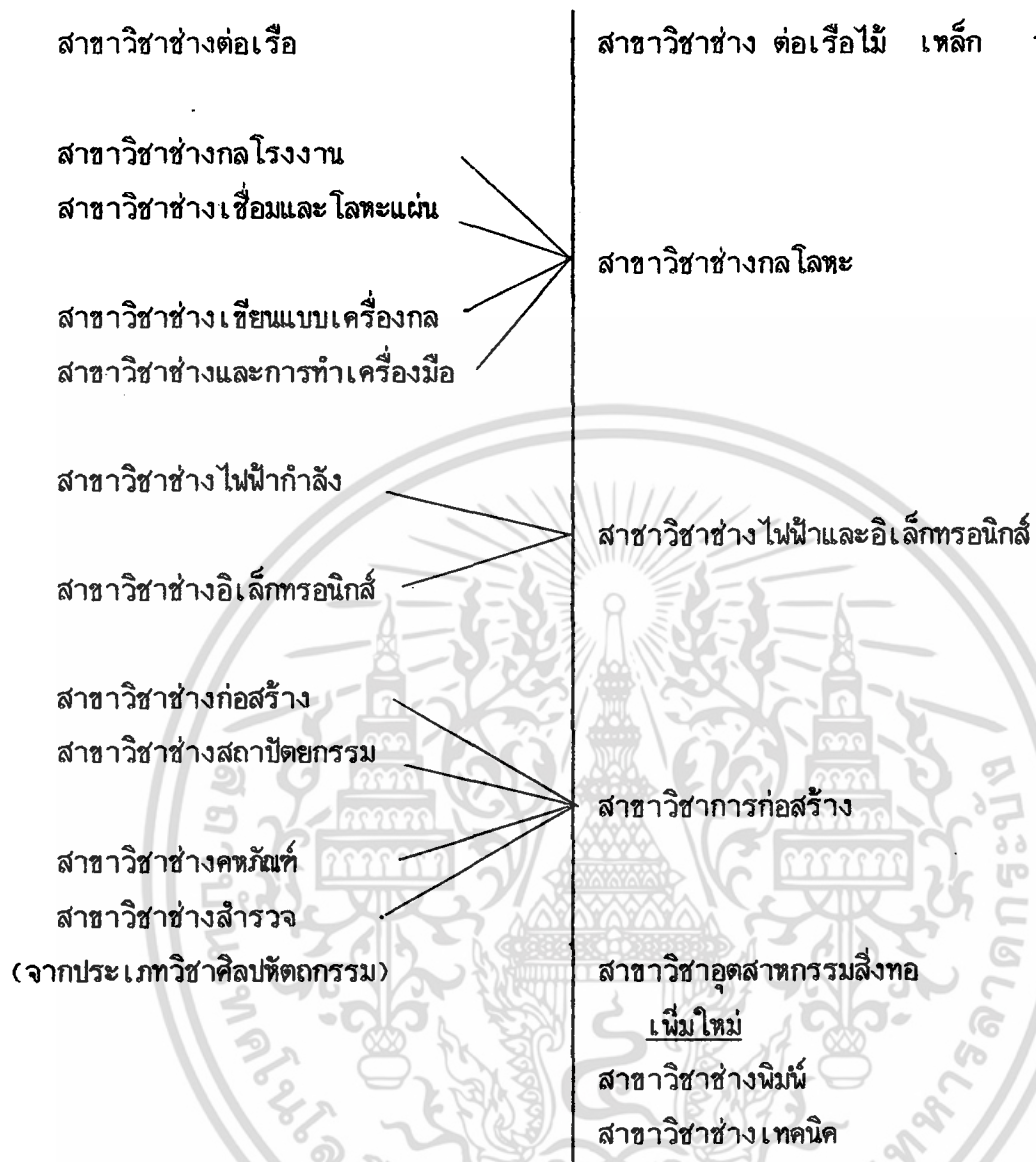 สาขาวิชาช่างต่อเรือ
สาขาวิชาช่าง ต่อเรือไม้ เหล็ก
สาขาวิชาช่างกลโรงงาน
สาขาวิชาช่างเชื่อมและโลหะแผ่น
สาขาวิชาช่างกลโลหะ
สาขาวิชาช่างเขียนแบบเครื่องกล
สาขาวิชาช่างและการทำเครื่องมือ
สาขาวิชาช่างไฟฟ้ากำลัง
สาขาวิชาช่างไฟฟ้าและอิเล็กทรอนิกส์
สาขาวิชาช่างอิเล็กทรอนิกส์
สาขาวิชาช่างก่อสร้าง
สาขาวิชาช่างสถาปัตยกรรม
สาขาวิชาการก่อสร้าง
สาขาวิชาช่างคหภัณฑ์
สาขาวิชาช่างสำรวจ
(จากประเภทวิชาศิลปหัตถกรรม)
สาขาวิชาอุตสาหกรรมสิ่งทอ
เพิ่มใหม่
สาขาวิชาช่างพิมพ์
สาขาวิชาช่างเทคนิค